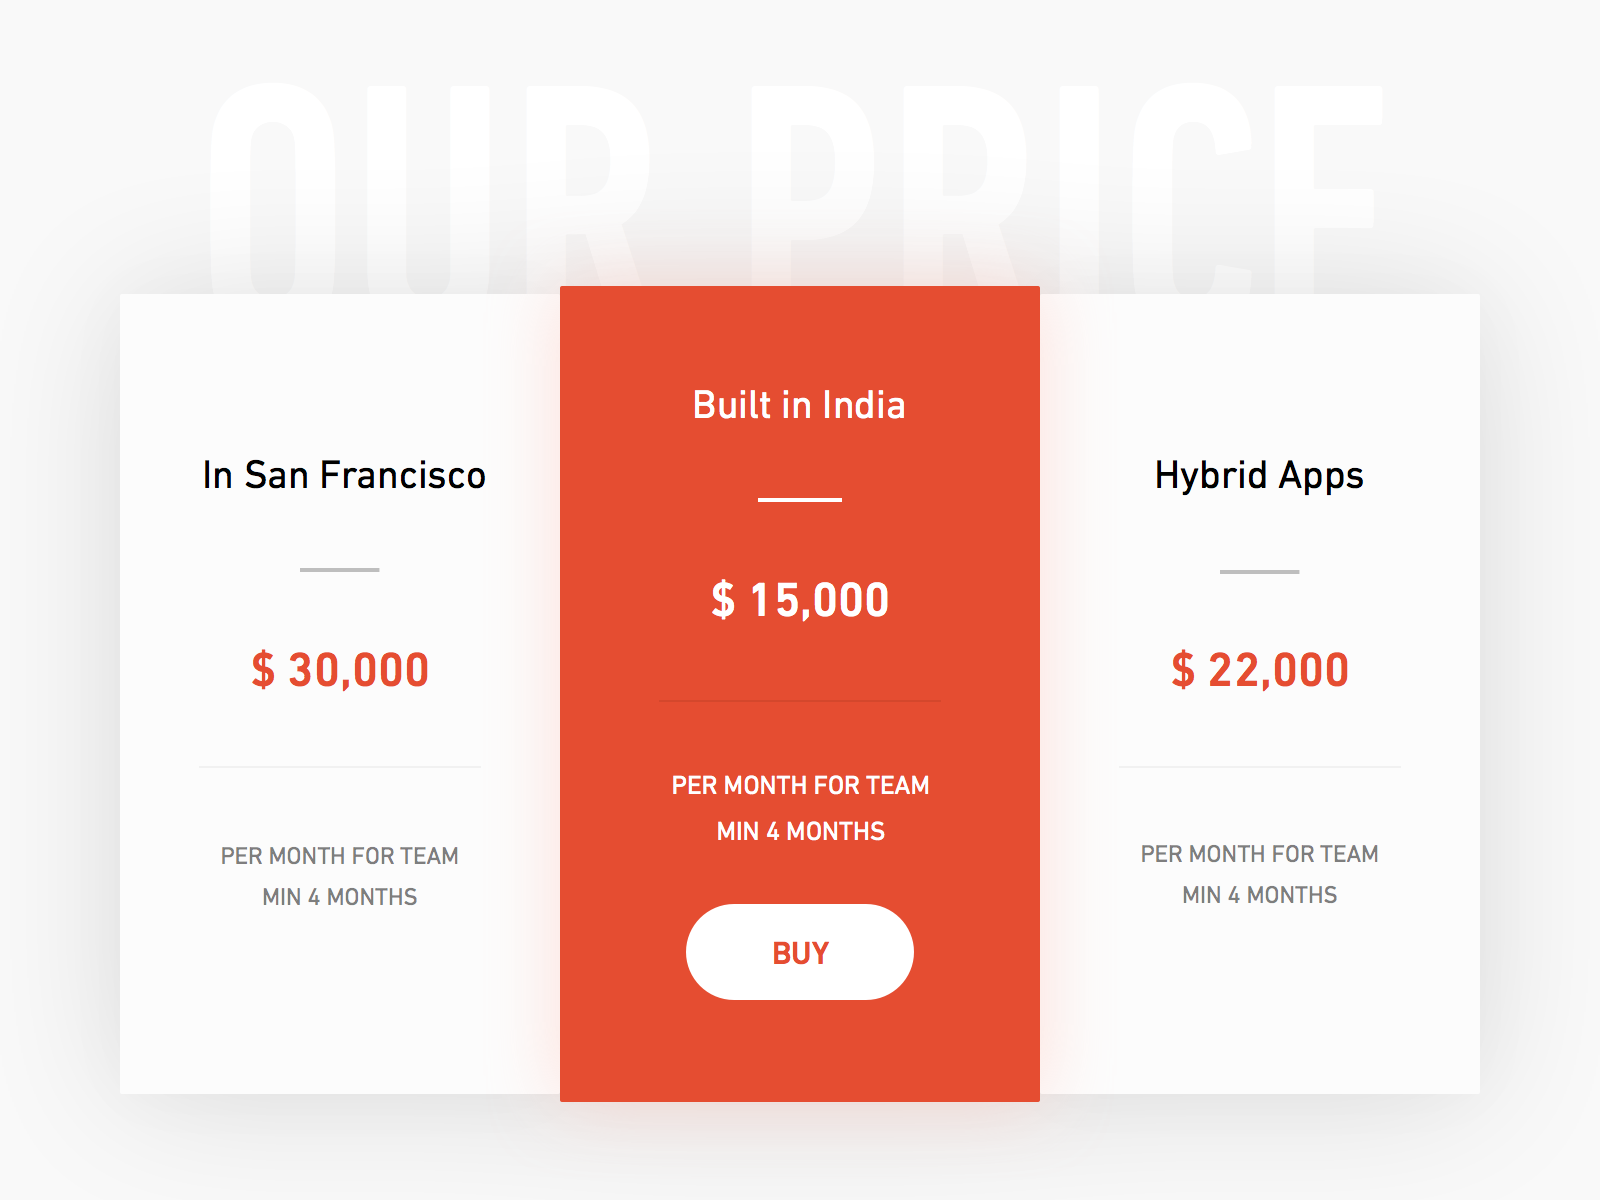 OUR PRICE
In San Francisco
$ 30,000
PER MONTH FOR TEAM
MIN 4 MONTHS
Built in India
$ 15,000
PER MONTH FOR TEAM
MIN 4 MONTHS
BUY
Hybrid Apps
$ 22,000
PER MONTH FOR TEAM
MIN 4 MONTHS